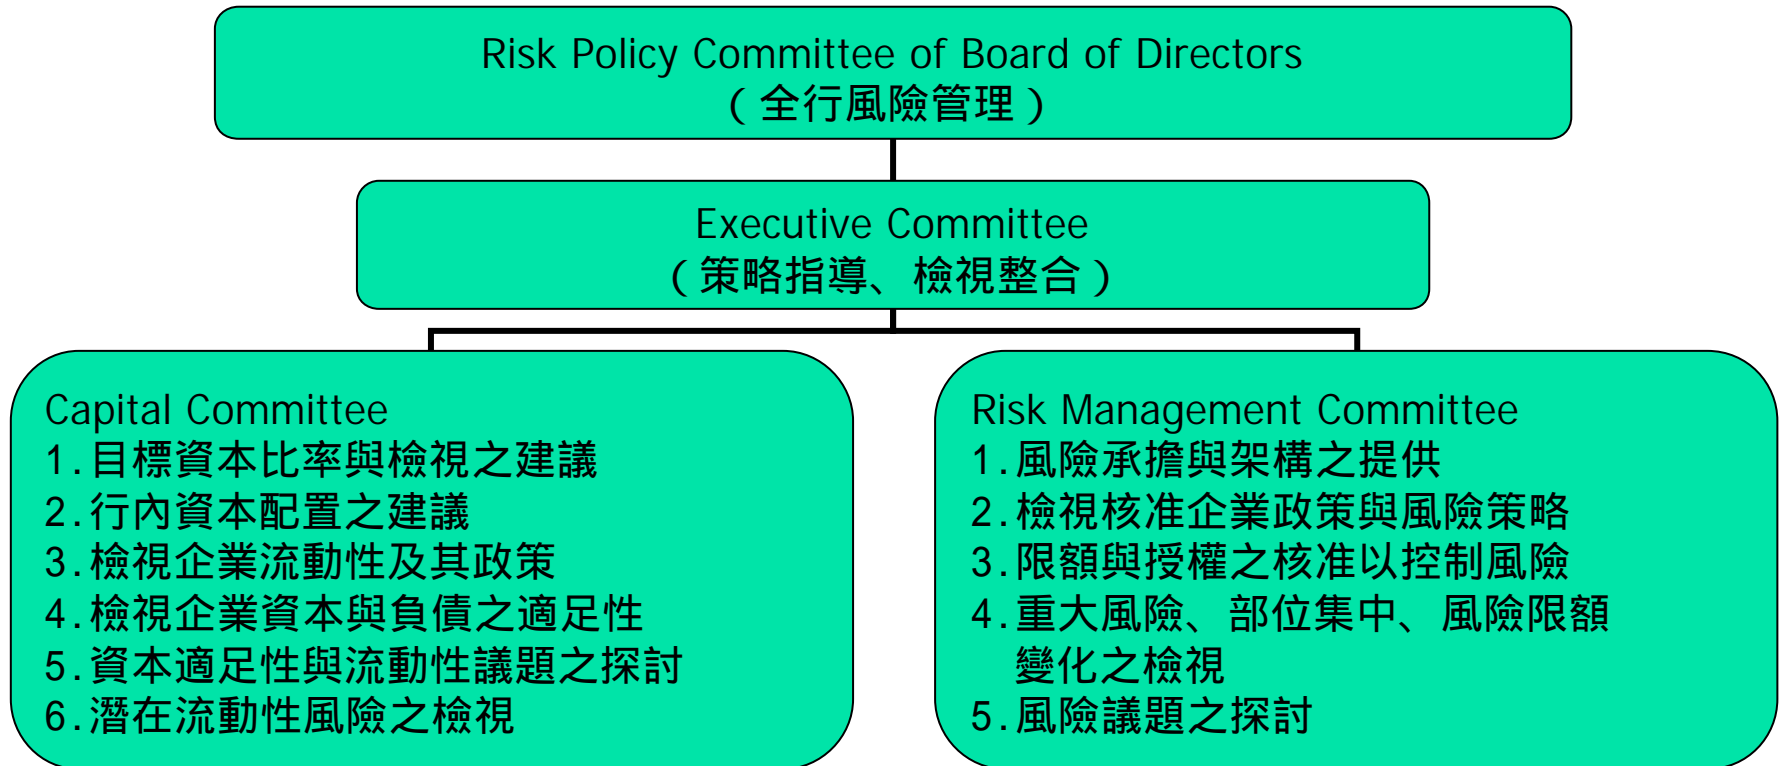 Risk Policy Committee of Board of Directors
（全行風險管理）
Executive Committee
（策略指導、檢視整合）
Capital Committee
1.目標資本比率與檢視之建議
2.行內資本配置之建議
3.檢視企業流動性及其政策
4.檢視企業資本與負債之適足性
5.資本適足性與流動性議題之探討
6.潛在流動性風險之檢視
Risk Management Committee
1.風險承擔與架構之提供
2.檢視核准企業政策與風險策略
3.限額與授權之核准以控制風險
4.重大風險、部位集中、風險限額
變化之檢視
5.風險議題之探討